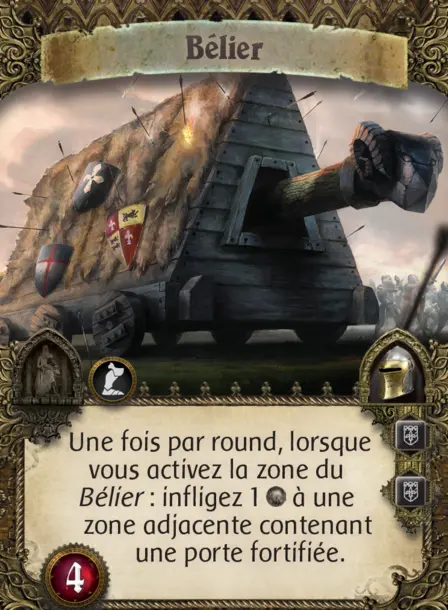 Bélier
Une fois par round, lorsque
vous activez la zone du
Bélier : infligez 1 à une
zone adjacente contenant
une porte fortifiée.
4